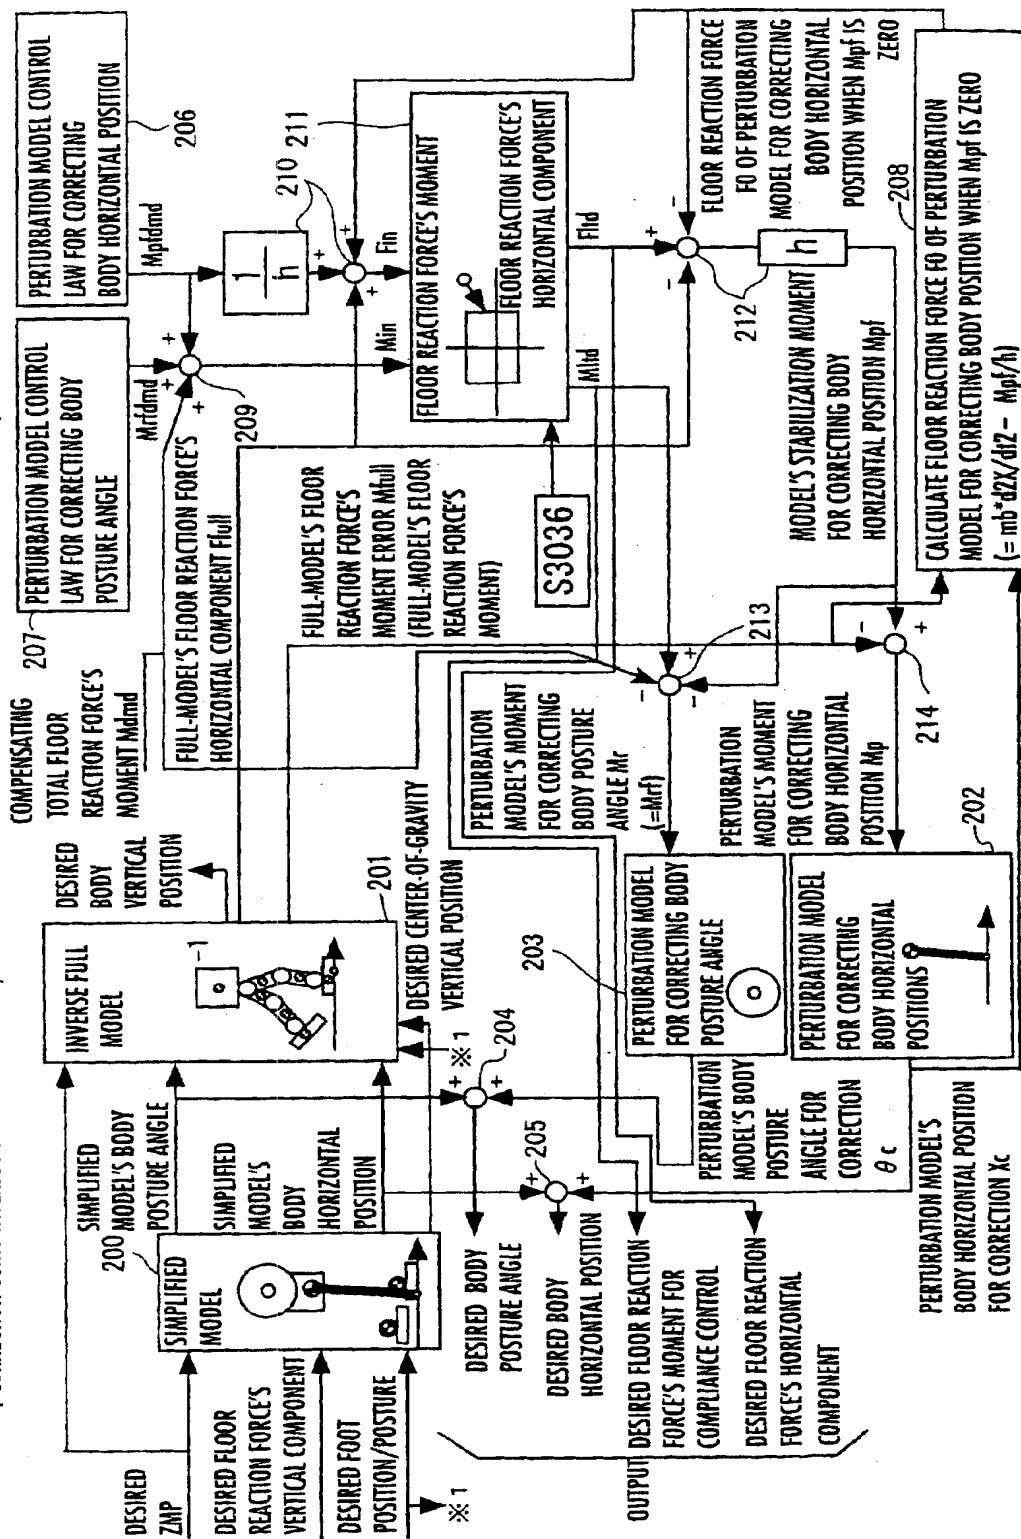 DESIRED
ZMP
DESIRED FLOOR
REACTION FORCE'S
VERTICAL COMPONENT
DESIRED FOOT
POSITION/POSTURE
※1
200
SIMPLIFIED
MODEL
SIMPLIFIED
MODEL'S BODY
POSTURE ANGLE
SIMPLIFIED
MODEL'S
BODY
HORIZONTAL
POSITION
INVERSE FULL
MODEL
-1
201
DESIRED
BODY
VERTICAL
POSITION
※1
DESIRED CENTER-OF-GRAVITY
VERTICAL POSITION
COMPENSATING
TOTAL FLOOR
REACTION FORCE'S
MOMENT Mdmd
207
PERTURBATION MODEL CONTROL
LAW FOR CORRECTING BODY
POSTURE ANGLE
PERTURBATION MODEL CONTROL
LAW FOR CORRECTING
BODY HORIZONTAL POSITION
206
Mrfdmd
Mpfdmd
+
+
+
209
1
h
210
+
+
+
Fin
Min
FULL-MODEL'S FLOOR REACTION FORCE'S
HORIZONTAL COMPONENT Ffull
FULL-MODEL'S FLOOR
REACTION FORCE'S
MOMENT ERROR Mfull
(FULL-MODEL'S FLOOR
REACTION FORCE'S
MOMENT)
211
FLOOR REACTION FORCE'S MOMENT
FLOOR REACTION FORCE'S
HORIZONTAL COMPONENT
S3036
Mltd
Fltd
+
-
-
212
h
FLOOR REACTION FORCE
F0 OF PERTURBATION
MODEL FOR CORRECTING
BODY HORIZONTAL
POSITION WHEN Mpf IS
ZERO
MODEL'S STABILIZATION MOMENT
FOR CORRECTING BODY
HORIZONTAL POSITION Mpf
208
CALCULATE FLOOR REACTION FORCE F0 OF PERTURBATION
MODEL FOR CORRECTING BODY POSITION WHEN Mpf IS ZERO
(= mb*d2X/dt2 - Mpf/h)
204
+
+
205
+
+
DESIRED BODY
POSTURE ANGLE
DESIRED BODY
HORIZONTAL POSITION
OUTPUT
DESIRED FLOOR REACTION
FORCE'S MOMENT FOR
COMPLIANCE CONTROL
DESIRED FLOOR REACTION
FORCE'S HORIZONTAL
COMPONENT
PERTURBATION
MODEL'S MOMENT
FOR CORRECTING
BODY POSTURE
ANGLE Mr
(=Mrf)
-
+
-
213
203
PERTURBATION MODEL
FOR CORRECTING BODY
POSTURE ANGLE
PERTURBATION
MODEL'S BODY
POSTURE
ANGLE FOR
CORRECTION
θc
PERTURBATION
MODEL'S MOMENT
FOR CORRECTING
BODY HORIZONTAL
POSITION Mp
-
+
214
202
PERTURBATION MODEL
FOR CORRECTING
BODY HORIZONTAL
POSITIONS
PERTURBATION MODEL'S
BODY HORIZONTAL POSITION
FOR CORRECTION Xc